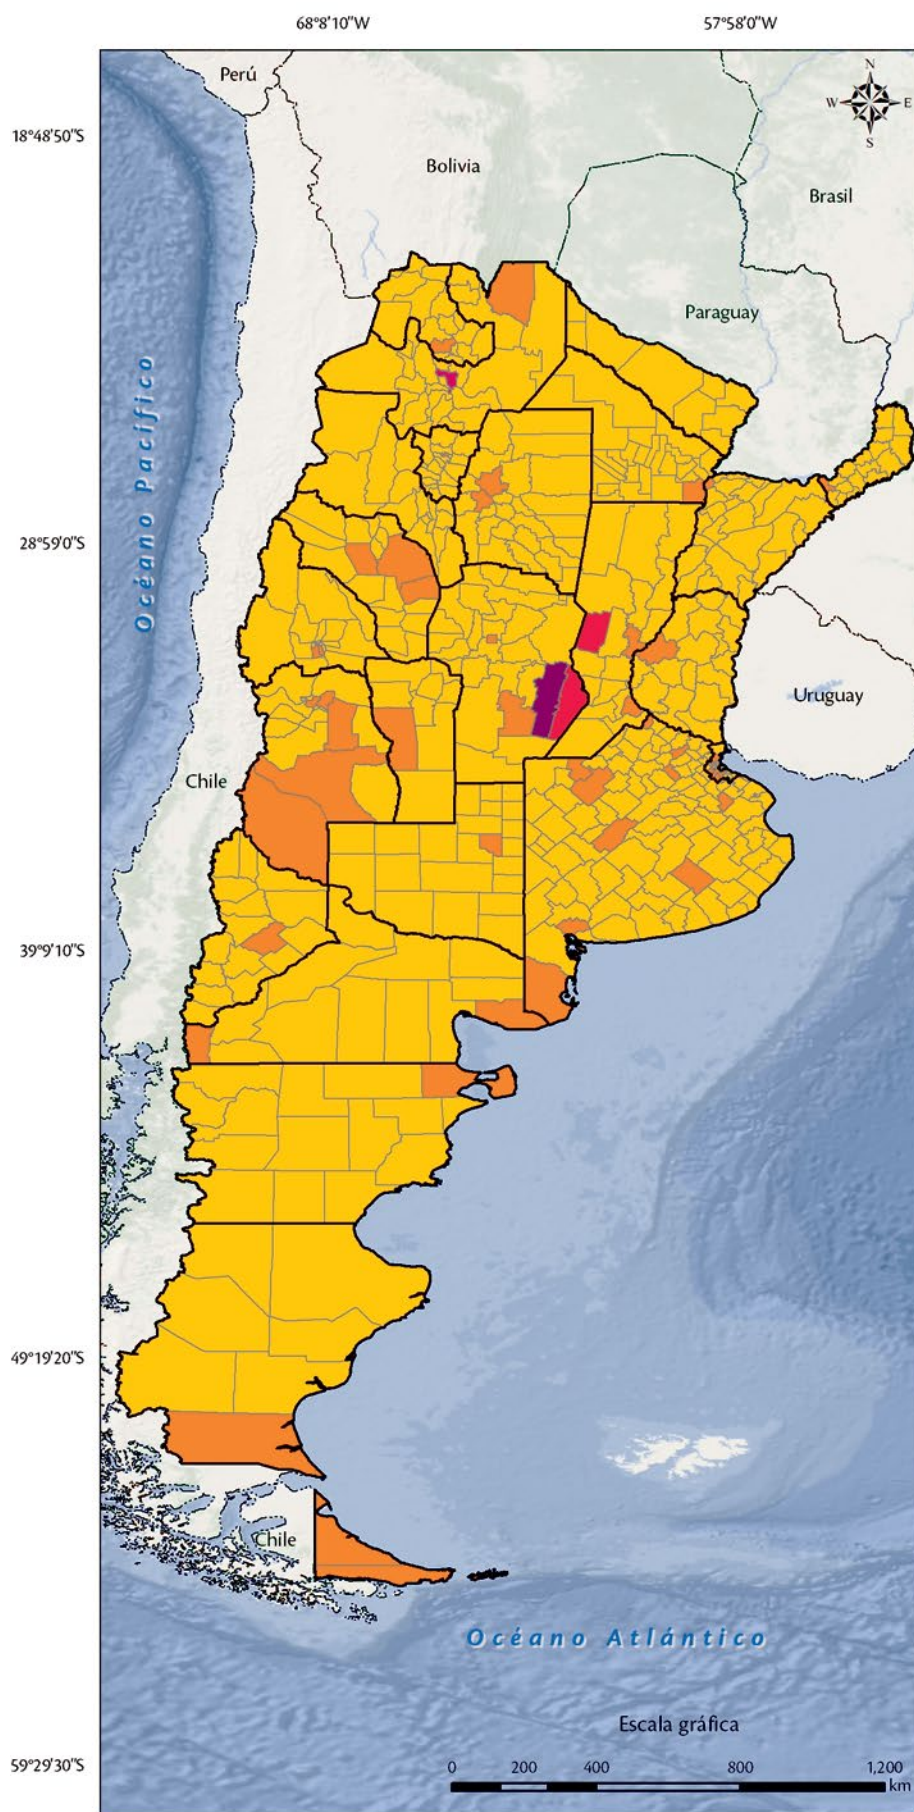 68°8'10"W
57°58'0"W
Perú
N
W
E
S
18°48'50"S
Bolivia
Brasil
Paraguay
Océano Pacífico
28°59'0"S
Uruguay
Chile
39°9'10"S
49°19'20"S
Chile
Océano Atlántico
Escala gráfica
59°29'30"S
0
200
400
800
1,200
km